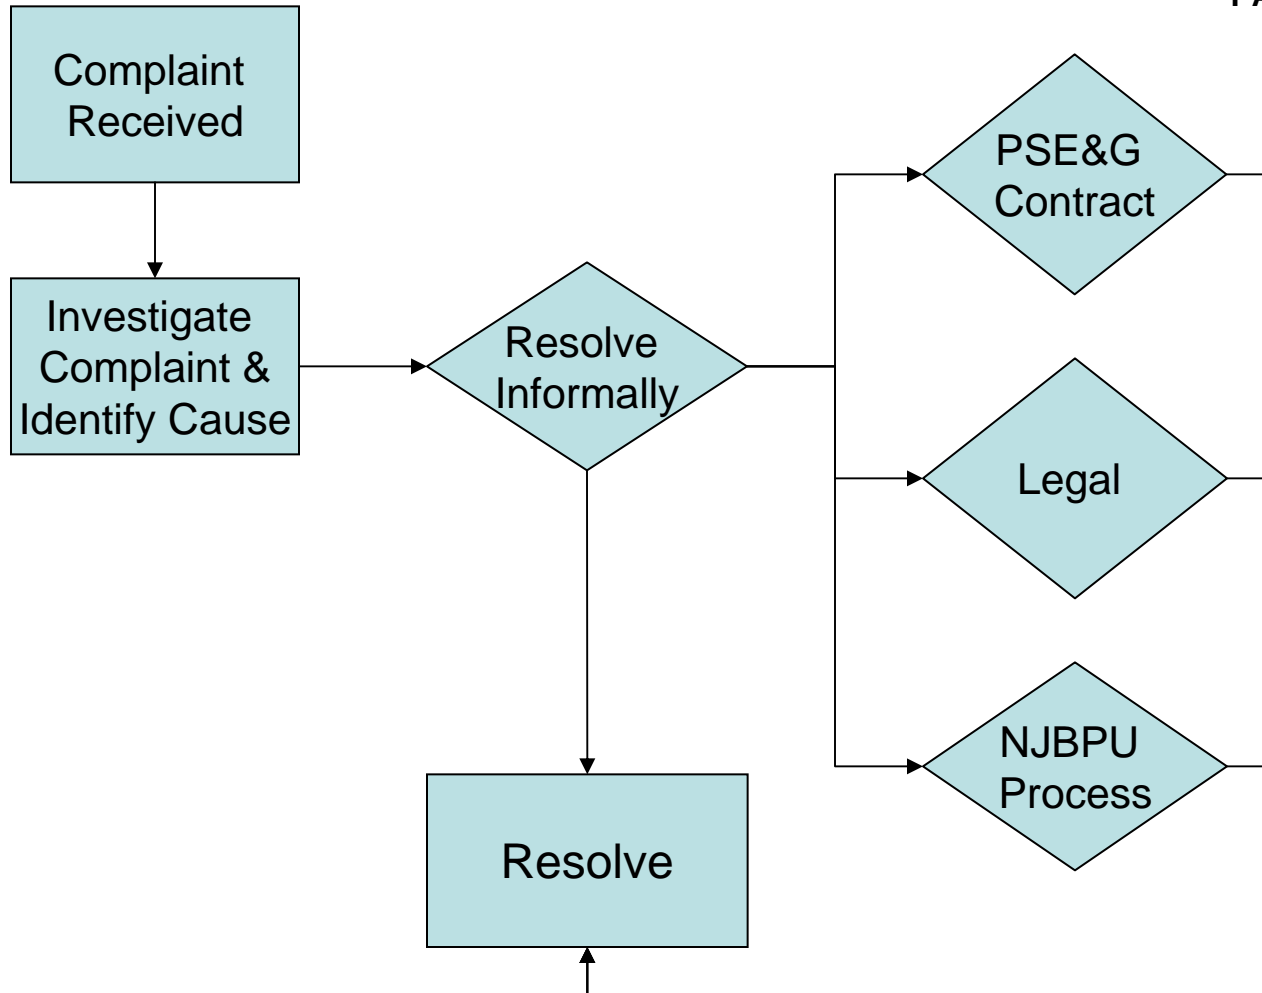 Complaint
Received
PSE&G
Contract
Investigate
Complaint &
Identify Cause
Resolve
Informally
Legal
NJBPU
Process
Resolve